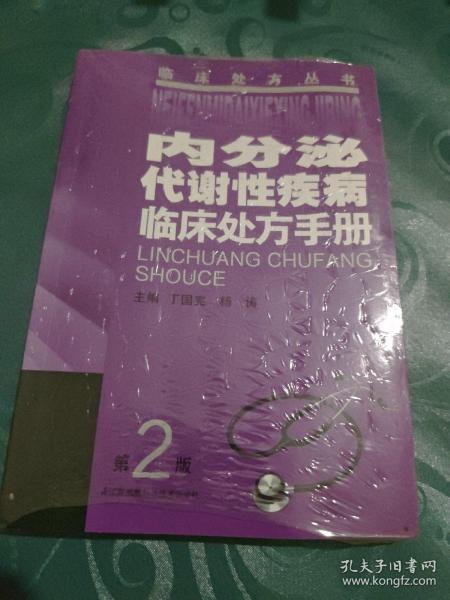 临床处方丛书
NEIFENMIDAIXIEXING JIBING
内分泌
代谢性疾病
临床处方手册
LINCHUANG CHUFANG
SHOUCE
主编 丁国宪 杨涛
第2版
孔夫子旧书网
www.kongfz.com